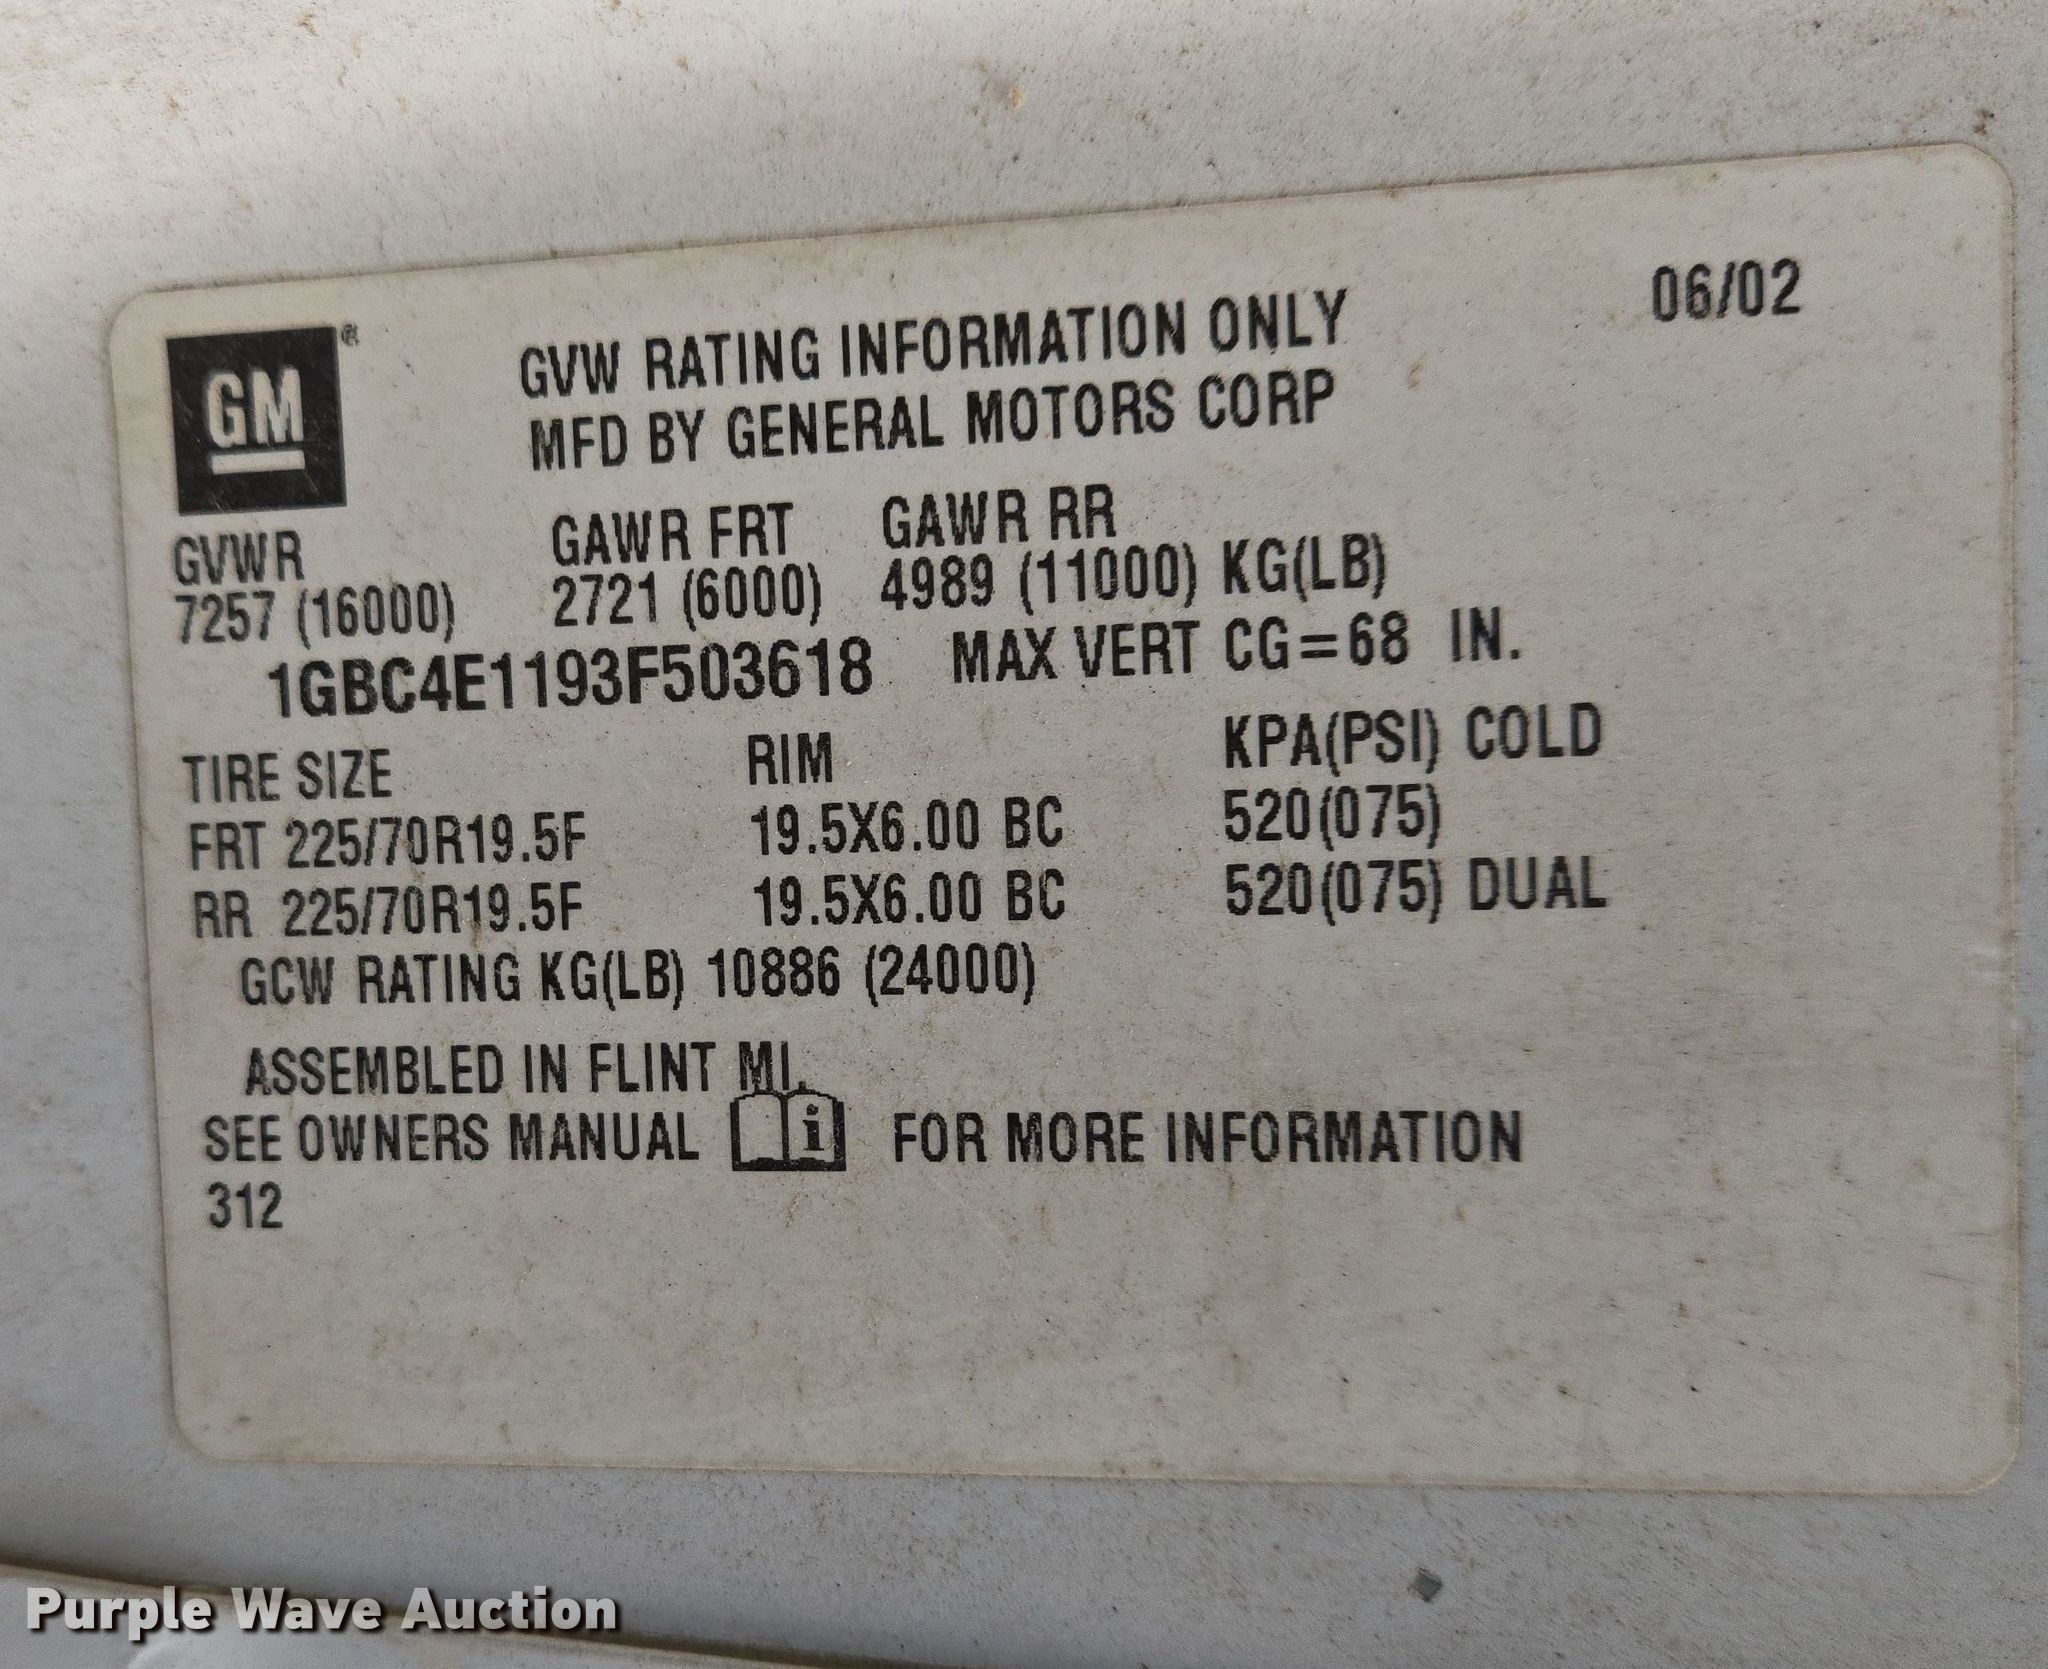 06/02
GM®
GVW RATING INFORMATION ONLY
MFD BY GENERAL MOTORS CORP
GVWR GAWR FRT GAWR RR
7257 (16000) 2721 (6000) 4989 (11000) KG(LB)
1GBC4E1193F503618 MAX VERT CG=68 IN.
TIRE SIZE RIM KPA(PSI) COLD
FRT 225/70R19.5F 19.5X6.00 BC 520(075)
RR 225/70R19.5F 19.5X6.00 BC 520(075) DUAL
GCW RATING KG(LB) 10886 (24000)
ASSEMBLED IN FLINT MI.
SEE OWNERS MANUAL i FOR MORE INFORMATION
312
Purple Wave Auction